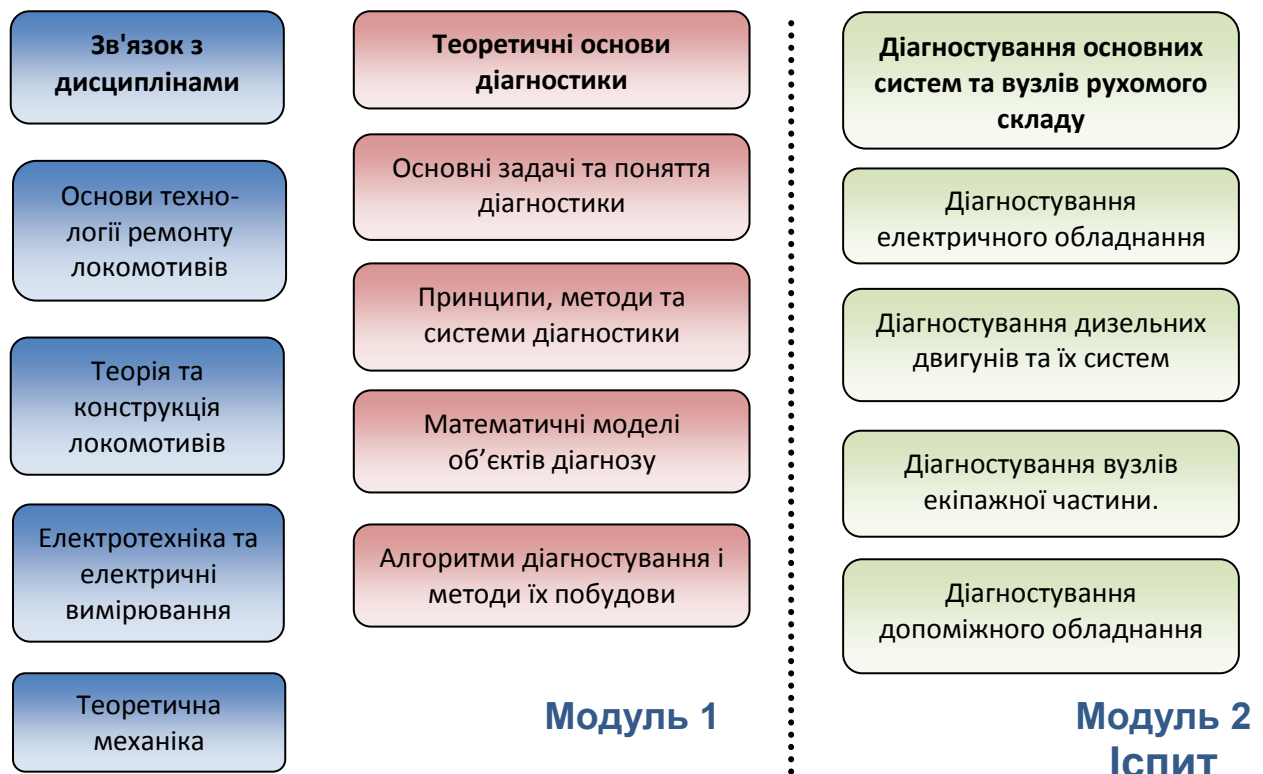 Зв'язок з
дисциплінами
Основи техно-
логії ремонту
локомотивів
Теорія та
конструкція
локомотивів
Електротехніка та
електричні
вимірювання
Теоретична
механіка
Теоретичні основи
діагностики
Основні задачі та поняття
діагностики
Принципи, методи та
системи діагностики
Математичні моделі
об’єктів діагнозу
Алгоритми діагностування і
методи їх побудови
Модуль 1
Діагностування основних
систем та вузлів рухомого
складу
Діагностування
електричного обладнання
Діагностування дизельних
двигунів та їх систем
Діагностування вузлів
екіпажної частини.
Діагностування
допоміжного обладнання
Модуль 2
Іспит